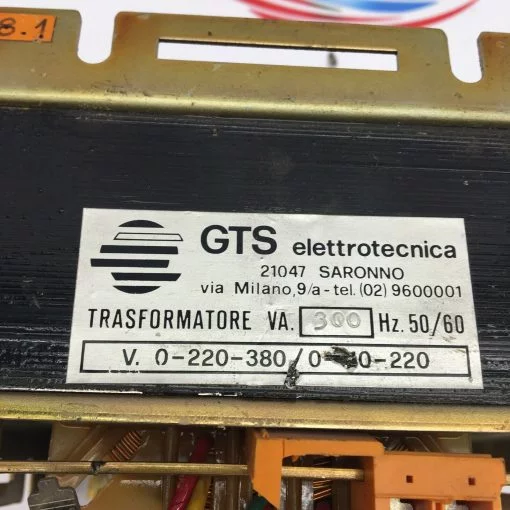 8.1
GTS elettrotecnica
21047 SARONNO
via Milano, 9/a - tel. (02) 9600001
TRASFORMATORE VA. 300 Hz. 50/60
V. 0-220-380/0- 0-220